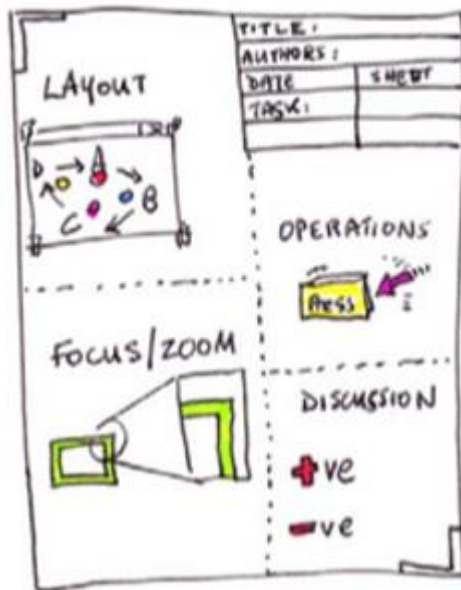 TITLE:
AUTHORS:
DATE SHEET
TASK:
LAYOUT
D
A
B
C
OPERATIONS
Press
FOCUS/ZOOM
DISCUSSION
+ve
-ve